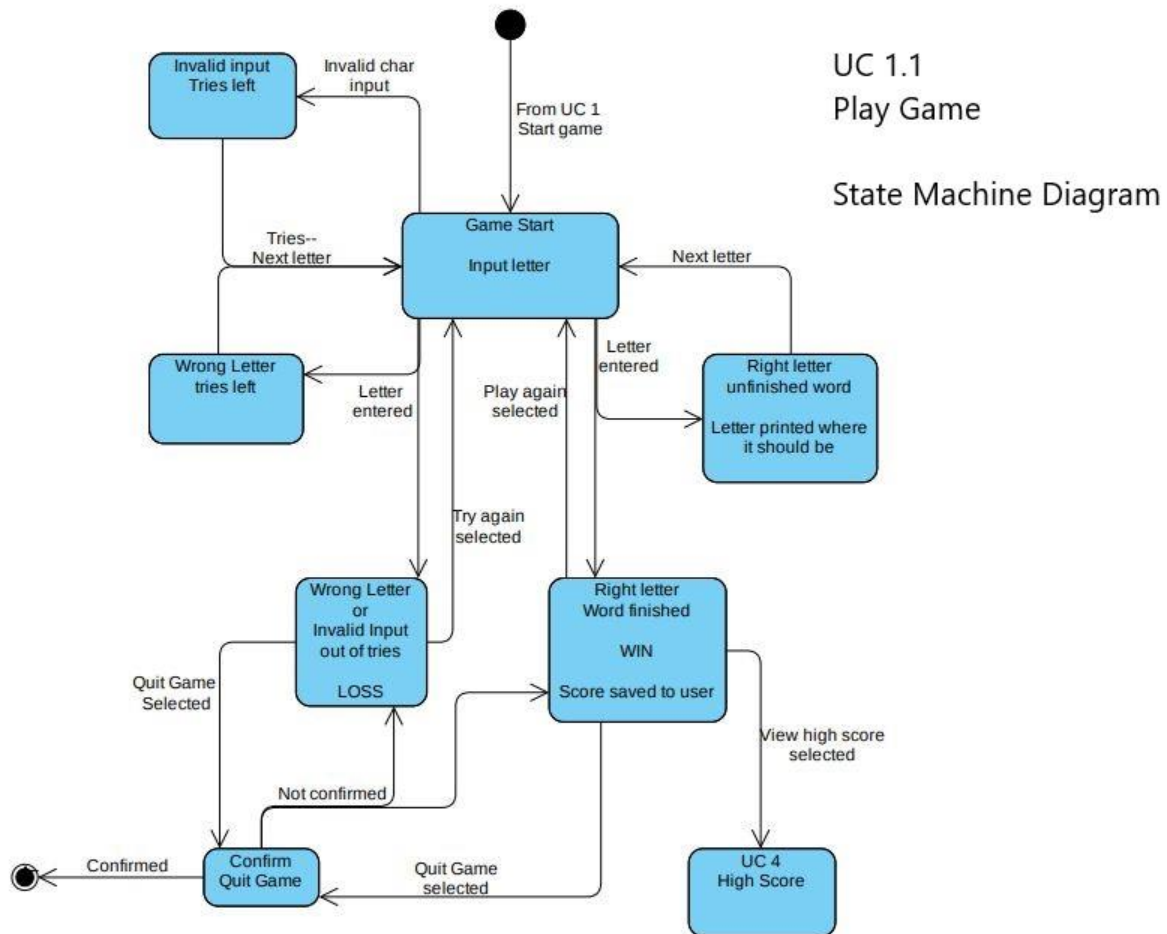 UC 1.1
Play Game
State Machine Diagram
Invalid input
Tries left
Invalid char
input
From UC 1
Start game
Game Start
Input letter
Tries--
Next letter
Next letter
Wrong Letter
tries left
Letter
entered
Play again
selected
Letter
entered
Right letter
unfinished word
Letter printed where
it should be
Try again
selected
Wrong Letter
or
Invalid Input
out of tries
LOSS
Right letter
Word finished
WIN
Score saved to user
Quit Game
Selected
View high score
selected
Not confirmed
Confirmed
Confirm
Quit Game
Quit Game
selected
UC 4
High Score